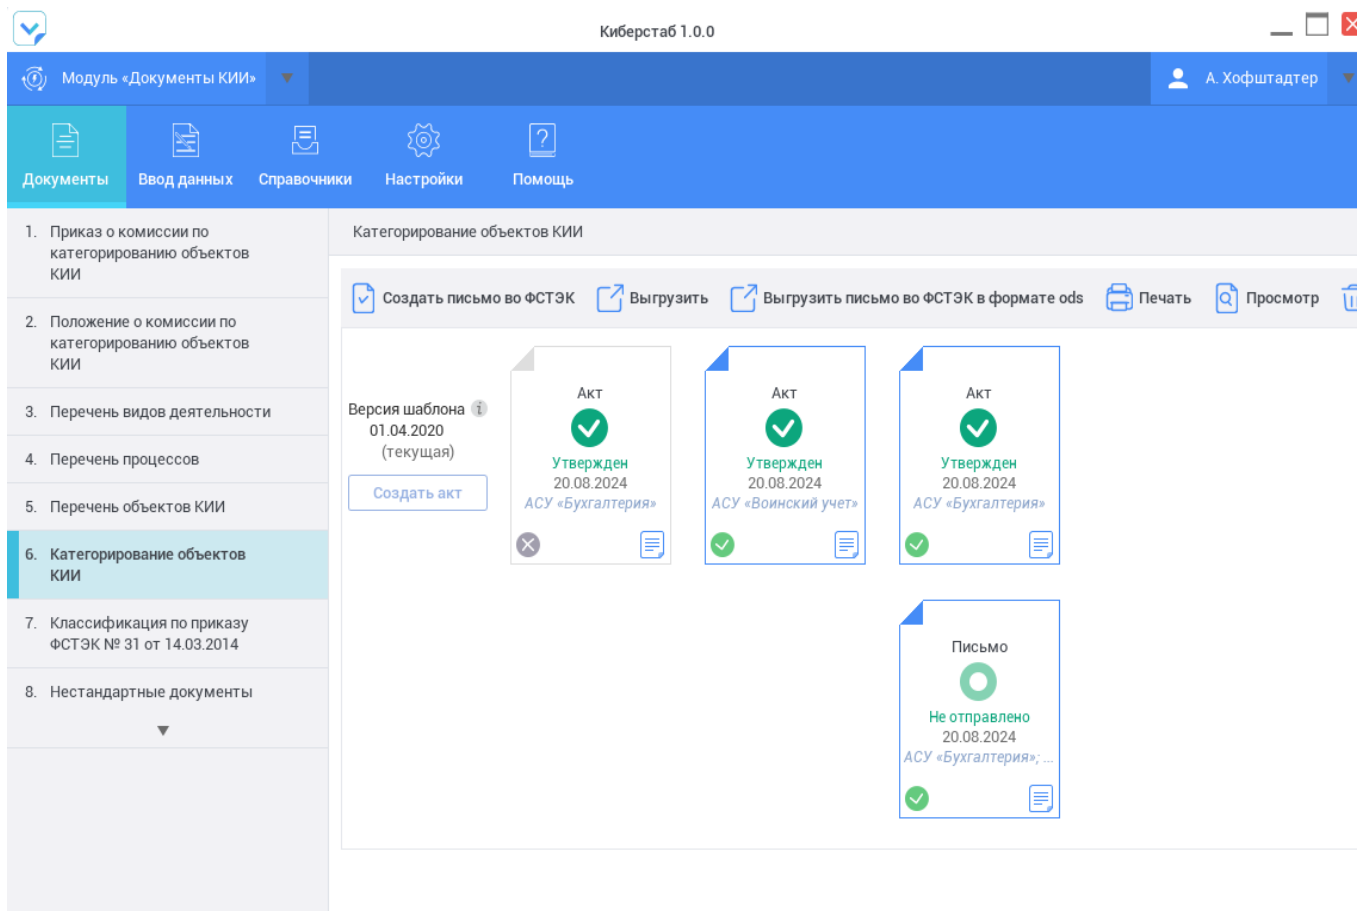 Киберстаб 1.0.0
Модуль «Документы КИИ»
А. Хофштадтер
Документы
Ввод данных
Справочники
Настройки
Помощь
1. Приказ о комиссии по
категорированию объектов
КИИ
2. Положение о комиссии по
категорированию объектов
КИИ
3. Перечень видов деятельности
4. Перечень процессов
5. Перечень объектов КИИ
6. Категорирование объектов
КИИ
7. Классификация по приказу
ФСТЭК № 31 от 14.03.2014
8. Нестандартные документы
Категорирование объектов КИИ
Создать письмо во ФСТЭК
Выгрузить
Выгрузить письмо во ФСТЭК в формате ods
Печать
Просмотр
Версия шаблона
01.04.2020
(текущая)
Создать акт
Акт
Утвержден
20.08.2024
АСУ «Бухгалтерия»
Акт
Утвержден
20.08.2024
АСУ «Воинский учет»
Акт
Утвержден
20.08.2024
АСУ «Бухгалтерия»
Письмо
Не отправлено
20.08.2024
АСУ «Бухгалтерия»; ...